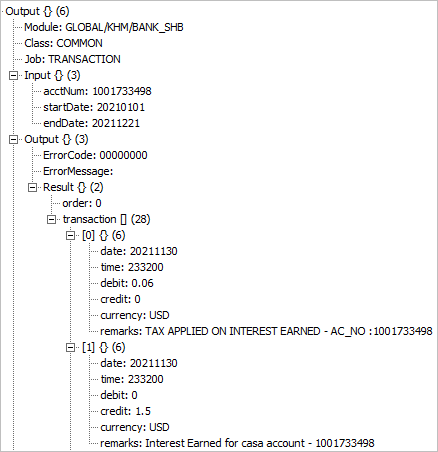 Output {} (6)
Module: GLOBAL/KHM/BANK_SHB
Class: COMMON
Job: TRANSACTION
Input {} (3)
acctNum: 1001733498
startDate: 20210101
endDate: 20211221
Output {} (3)
ErrorCode: 00000000
ErrorMessage:
Result {} (2)
order: 0
transaction [] (28)
[0] {} (6)
date: 20211130
time: 233200
debit: 0.06
credit: 0
currency: USD
remarks: TAX APPLIED ON INTEREST EARNED - AC_NO :1001733498
[1] {} (6)
date: 20211130
time: 233200
debit: 0
credit: 1.5
currency: USD
remarks: Interest Earned for casa account - 1001733498